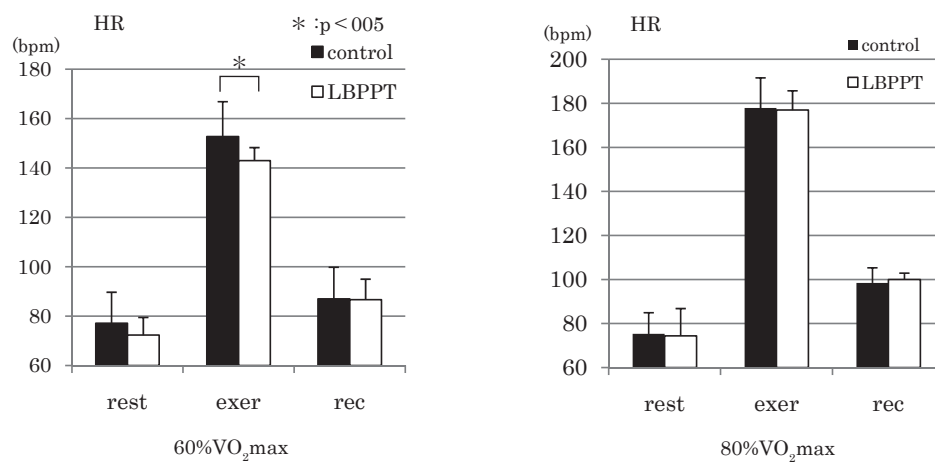 HR
* :p<005
(bpm)
■control
□LBPPT
*
180
160
140
120
100
80
60
rest exer rec
60%VO₂max
HR
(bpm)
■control
□LBPPT
200
180
160
140
120
100
80
60
rest exer rec
80%VO₂max